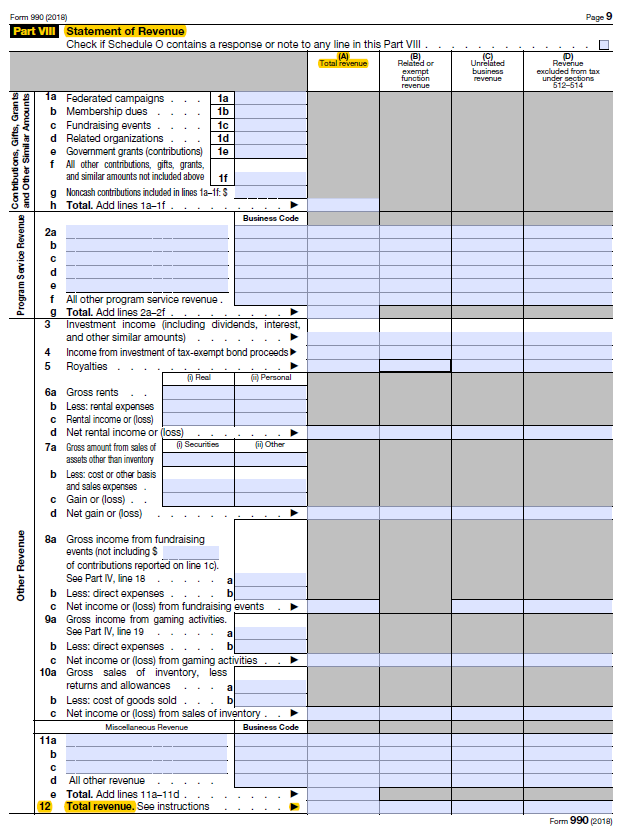 Form 990 (2018) Page 9
Part VIII Statement of Revenue
Check if Schedule O contains a response or note to any line in this Part VIII . . . . . . . . . . . . .
(A) Total revenue
(B) Related or exempt function revenue
(C) Unrelated business revenue
(D) Revenue excluded from tax under sections 512–514
Contributions, Gifts, Grants and Other Similar Amounts
1a Federated campaigns . . . 1a
b Membership dues . . . . 1b
c Fundraising events . . . . 1c
d Related organizations . . . 1d
e Government grants (contributions) 1e
f All other contributions, gifts, grants,
and similar amounts not included above 1f
g Noncash contributions included in lines 1a–1f: $
h Total. Add lines 1a–1f . . . . . . . . . ▶
Program Service Revenue
Business Code
2a
b
c
d
e
f All other program service revenue .
g Total. Add lines 2a–2f . . . . . . . . . ▶
Other Revenue
3 Investment income (including dividends, interest,
and other similar amounts) . . . . . . . ▶
4 Income from investment of tax-exempt bond proceeds ▶
5 Royalties . . . . . . . . . . . . . ▶
(i) Real (ii) Personal
6a Gross rents . .
b Less: rental expenses
c Rental income or (loss)
d Net rental income or (loss) . . . . . . . ▶
7a Gross amount from sales of (i) Securities (ii) Other
assets other than inventory
b Less: cost or other basis
and sales expenses .
c Gain or (loss) . .
d Net gain or (loss) . . . . . . . . . . ▶
8a Gross income from fundraising
events (not including $
of contributions reported on line 1c).
See Part IV, line 18 . . . . . a
b Less: direct expenses . . . . b
c Net income or (loss) from fundraising events . ▶
9a Gross income from gaming activities.
See Part IV, line 19 . . . . . a
b Less: direct expenses . . . . b
c Net income or (loss) from gaming activities . . ▶
10a Gross sales of inventory, less
returns and allowances . . . a
b Less: cost of goods sold . . . b
c Net income or (loss) from sales of inventory . . ▶
Miscellaneous Revenue Business Code
11a
b
c
d All other revenue . . . . .
e Total. Add lines 11a–11d . . . . . . . . ▶
12 Total revenue. See instructions . . . . . ▶
Form 990 (2018)